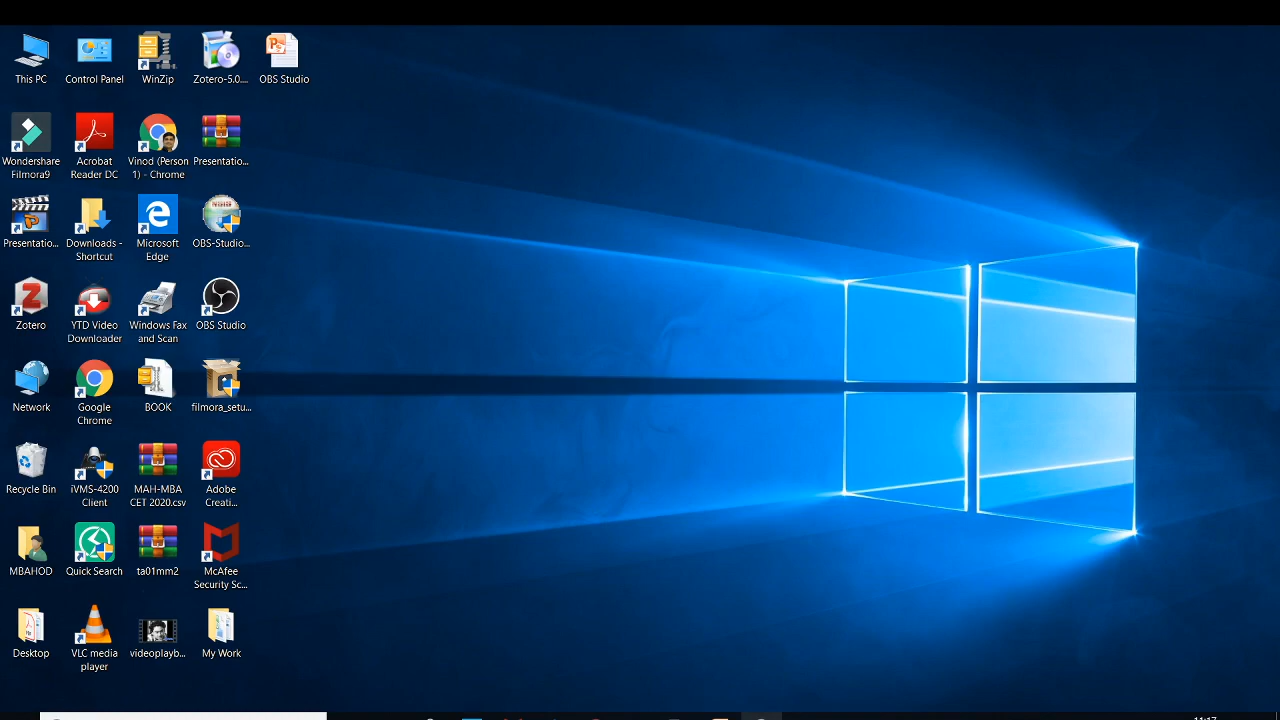 This PC
Control Panel
WinZip
Zotero-5.0....
OBS Studio
Wondershare
Filmora9
Acrobat
Reader DC
Vinod (Person
1) - Chrome
Presentatio...
Presentatio...
Downloads -
Shortcut
Microsoft
Edge
OBS-Studio...
Zotero
YTD Video
Downloader
Windows Fax
and Scan
OBS Studio
Network
Google
Chrome
BOOK
filmora_setu...
Recycle Bin
iVMS-4200
Client
MAH-MBA
CET 2020.csv
Adobe
Creati...
MBAHOD
Quick Search
ta01mm2
McAfee
Security Sc...
Desktop
VLC media
player
videoplayb...
My Work
11:17